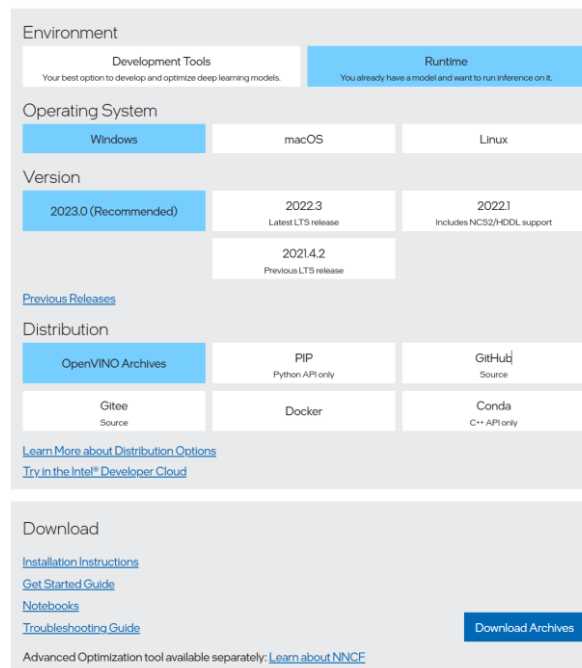 Environment
Development Tools
Your best option to develop and optimize deep learning models.
Runtime
You already have a model and want to run inference on it.
Operating System
Windows
macOS
Linux
Version
2023.0 (Recommended)
2022.3
Latest LTS release
2022.1
Includes NCS2/HDDL support
2021.4.2
Previous LTS release
Previous Releases
Distribution
OpenVINO Archives
PIP
Python API only
GitHub
Source
Gitee
Source
Docker
Conda
C++ API only
Learn More about Distribution Options
Try in the Intel® Developer Cloud
Download
Installation Instructions
Get Started Guide
Notebooks
Troubleshooting Guide
Download Archives
Advanced Optimization tool available separately: Learn about NNCF